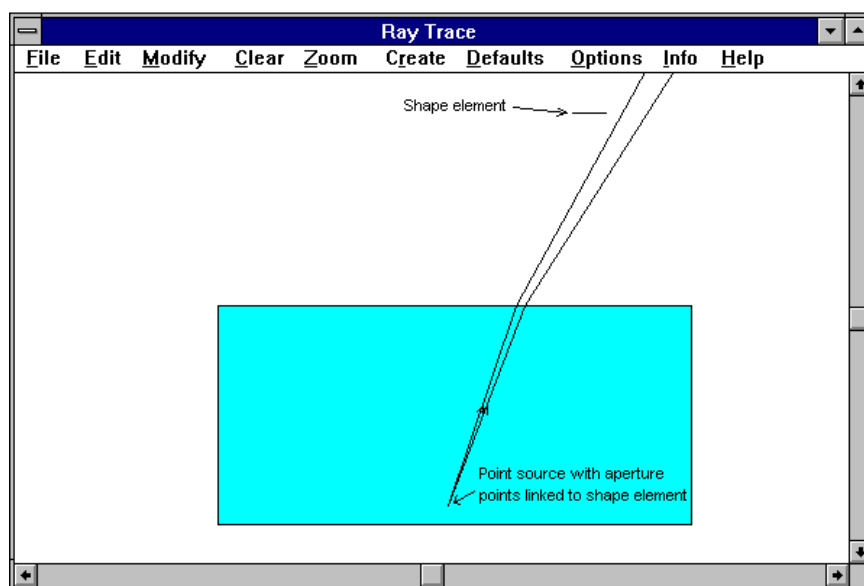 Ray Trace
File Edit Modify Clear Zoom Create Defaults Options Info Help
Shape element
Point source with aperture
points linked to shape element